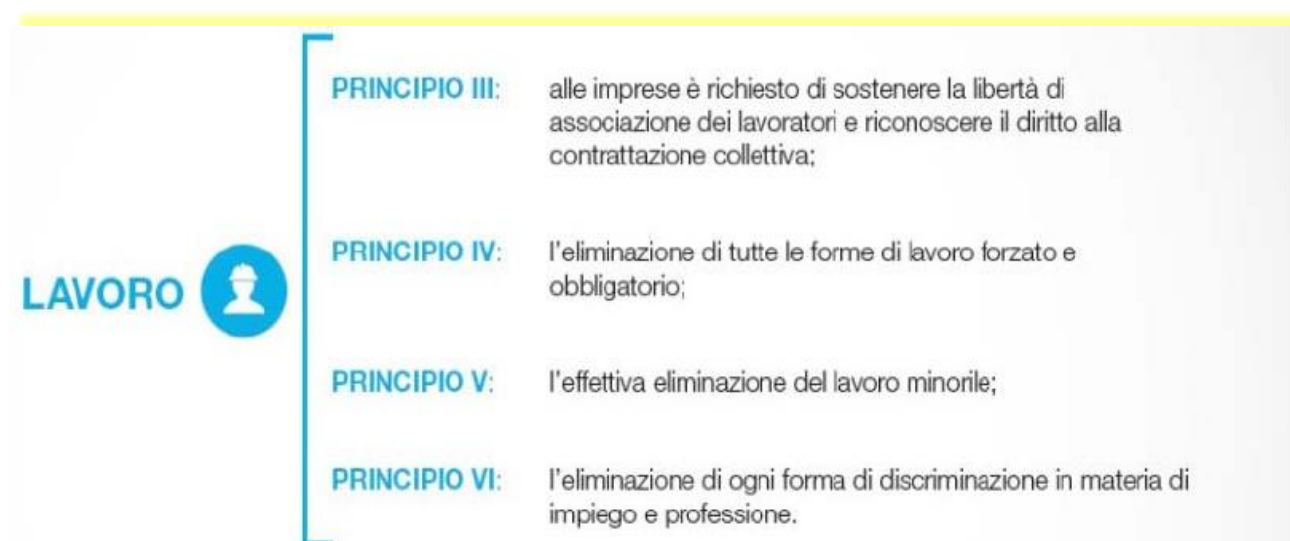 PRINCIPIO III: alle imprese è richiesto di sostenere la libertà di
associazione dei lavoratori e riconoscere il diritto alla
contrattazione collettiva;
PRINCIPIO IV: l'eliminazione di tutte le forme di lavoro forzato e
obbligatorio;
LAVORO
PRINCIPIO V: l'effettiva eliminazione del lavoro minorile;
PRINCIPIO VI: l'eliminazione di ogni forma di discriminazione in materia di
impiego e professione.